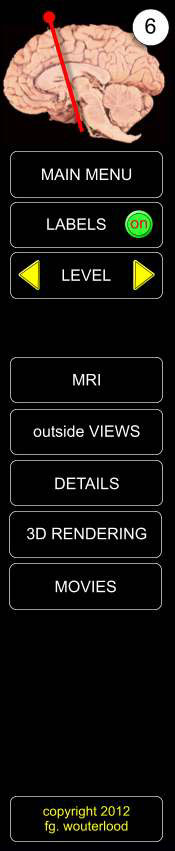 6
MAIN MENU
LABELS on
LEVEL
MRI
outside VIEWS
DETAILS
3D RENDERING
MOVIES
copyright 2012
fg. wouterlood